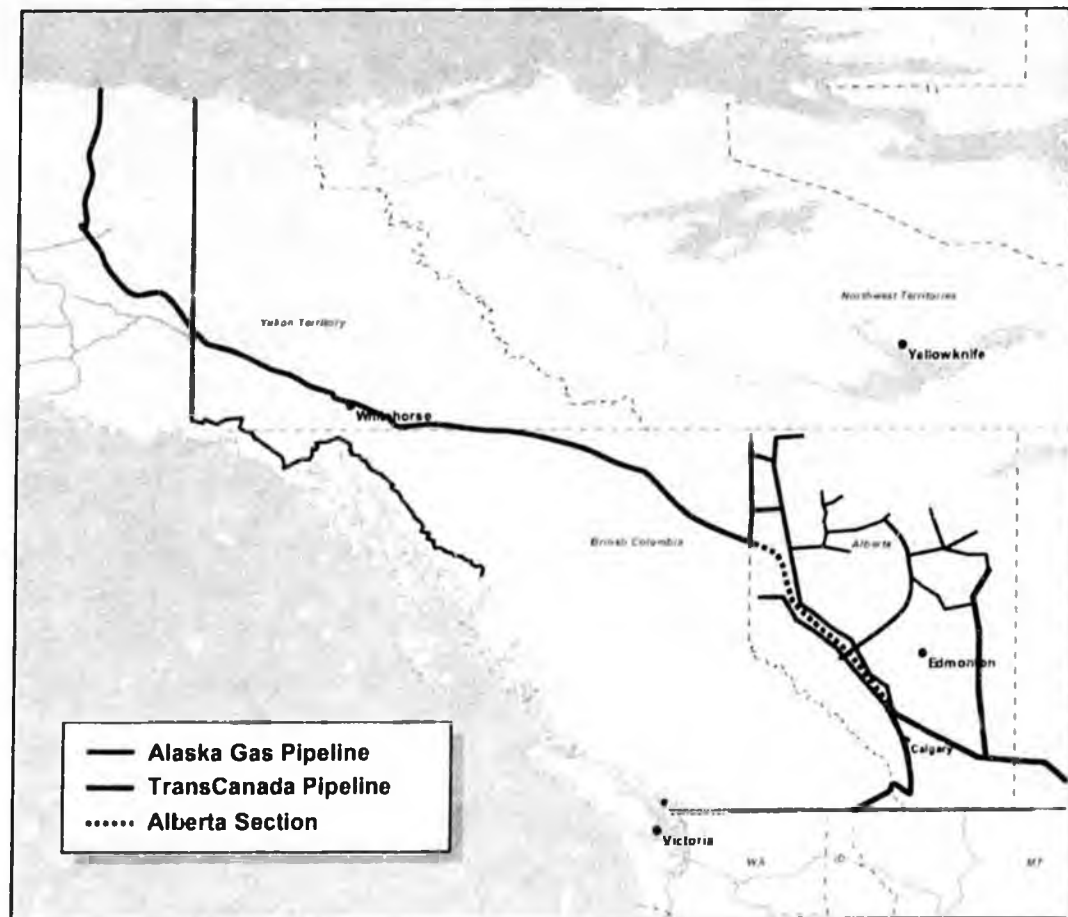 Northwest Territories
Yukon Territory
Yellowknife
Whitehorse
British Columbia
Alberta
Edmonton
Calgary
Alaska Gas Pipeline
TransCanada Pipeline
Alberta Section
Vancouver
Victoria
WA
ID
MT